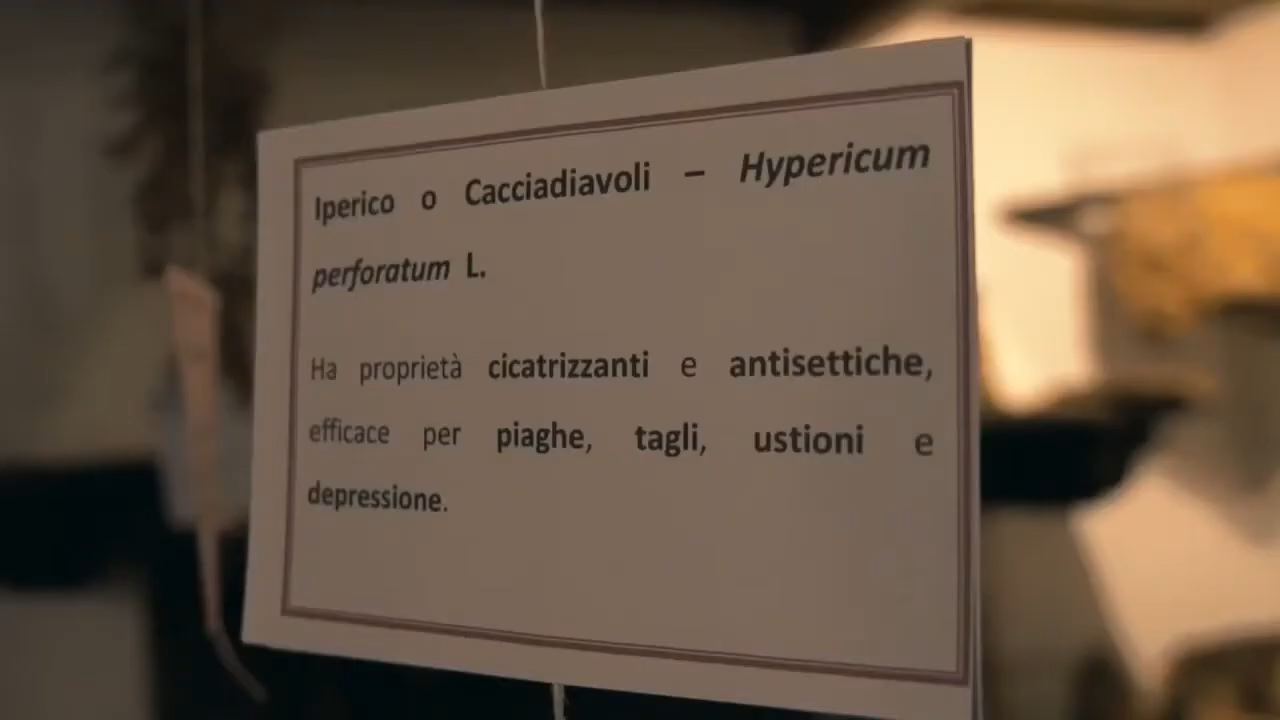 Iperico o Cacciadiavoli – Hypericum
perforatum L.
Ha proprietà cicatrizzanti e antisettiche,
efficace per piaghe, tagli, ustioni e
depressione.